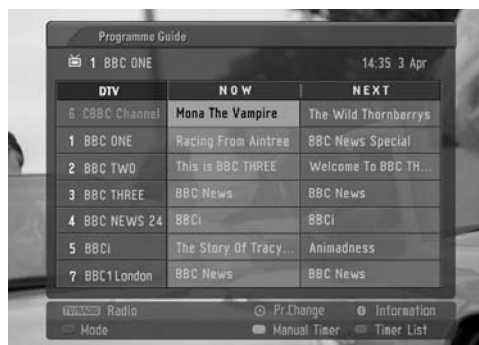 Programme Guide
1 BBC ONE 14:35 3 Apr
DTV NOW NEXT
6 CBBC Channel Mona The Vampire The Wild Thornberrys
1 BBC ONE Racing From Aintree BBC News Special
2 BBC TWO This is BBC THREE Welcome To BBC TH...
3 BBC THREE BBC News BBC News
4 BBC NEWS 24 BBCi BBCi
5 BBCi The Story Of Tracy... Animadness
7 BBC1 London BBC News BBC News
TV/RADIO Radio Pr.Change i Information
Mode Manual Timer Timer List